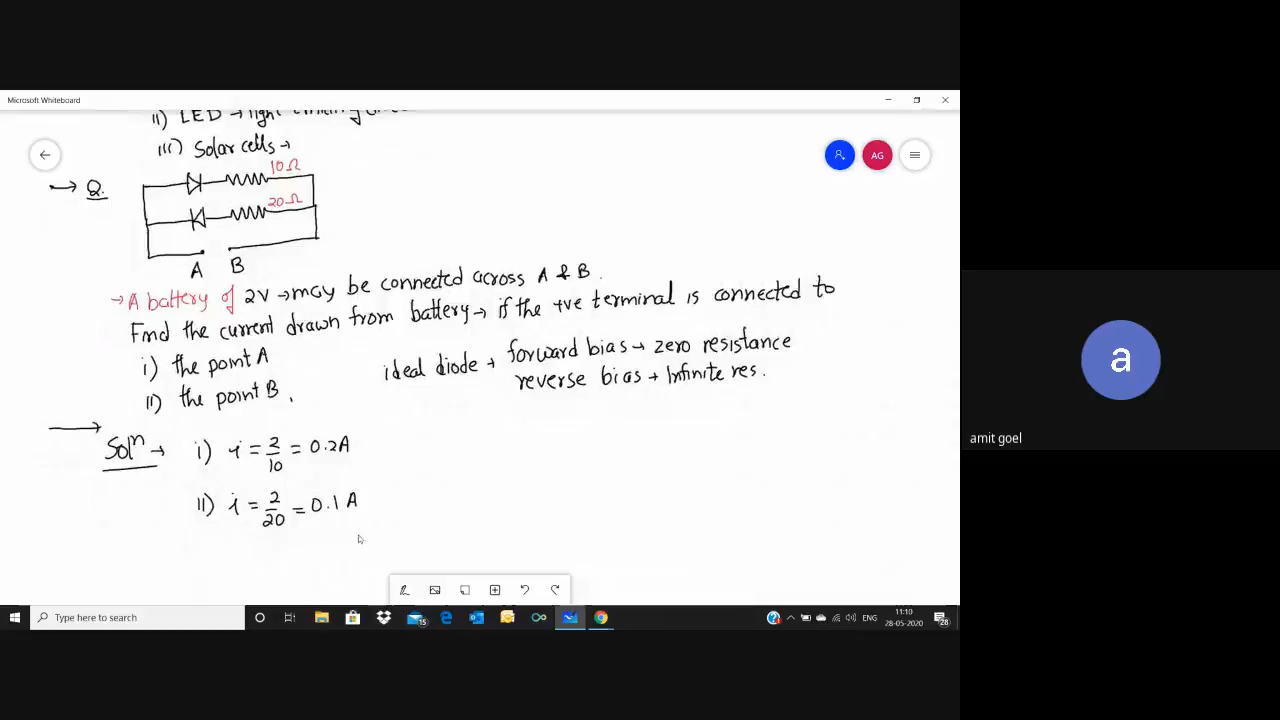 Microsoft Whiteboard
II) LED → light
III) Solar cells →
AG
→ Q.
10Ω
20Ω
A B
→ A battery of 2V → may be connected across A & B.
Find the current drawn from battery → if the +ve terminal is connected to
i) the point A
II) the point B.
ideal diode → forward bias → zero resistance
reverse bias → Infinite res.
Solⁿ → i) i = 2/10 = 0.2A
II) i = 2/20 = 0.1 A
a
amit goel
Type here to search
15
ENG
11:10
28-05-2020
28